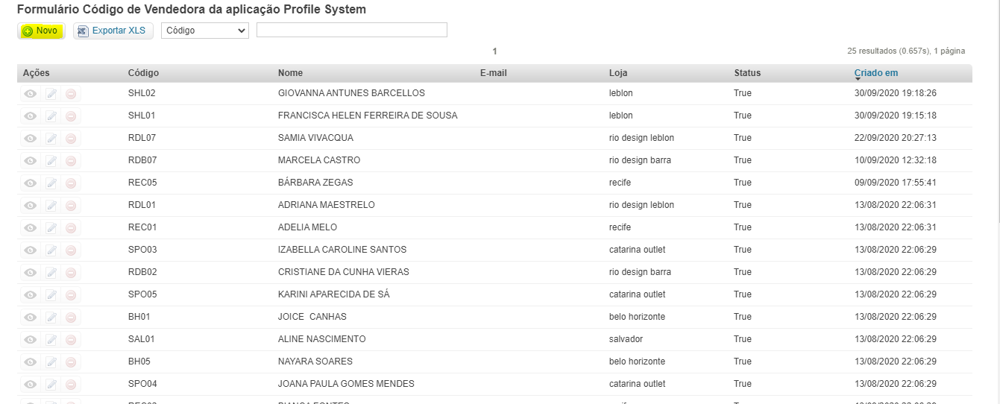 Formulário Código de Vendedora da aplicação Profile System
Novo Exportar XLS Código
1 25 resultados (0.657s), 1 página
Ações Código Nome E-mail Loja Status Criado em
SHL02 GIOVANNA ANTUNES BARCELLOS leblon True 30/09/2020 19:18:26
SHL01 FRANCISCA HELEN FERREIRA DE SOUSA leblon True 30/09/2020 19:15:18
RDL07 SAMIA VIVACQUA rio design leblon True 22/09/2020 20:27:13
RDB07 MARCELA CASTRO rio design barra True 10/09/2020 12:32:18
REC05 BÁRBARA ZEGAS recife True 09/09/2020 17:55:41
RDL01 ADRIANA MAESTRELO rio design leblon True 13/08/2020 22:06:31
REC01 ADELIA MELO recife True 13/08/2020 22:06:31
SPO03 IZABELLA CAROLINE SANTOS catarina outlet True 13/08/2020 22:06:29
RDB02 CRISTIANE DA CUNHA VIERAS rio design barra True 13/08/2020 22:06:29
SPO05 KARINI APARECIDA DE SÁ catarina outlet True 13/08/2020 22:06:29
BH01 JOICE  CANHAS belo horizonte True 13/08/2020 22:06:29
SAL01 ALINE NASCIMENTO salvador True 13/08/2020 22:06:29
BH05 NAYARA SOARES belo horizonte True 13/08/2020 22:06:29
SPO04 JOANA PAULA GOMES MENDES catarina outlet True 13/08/2020 22:06:29